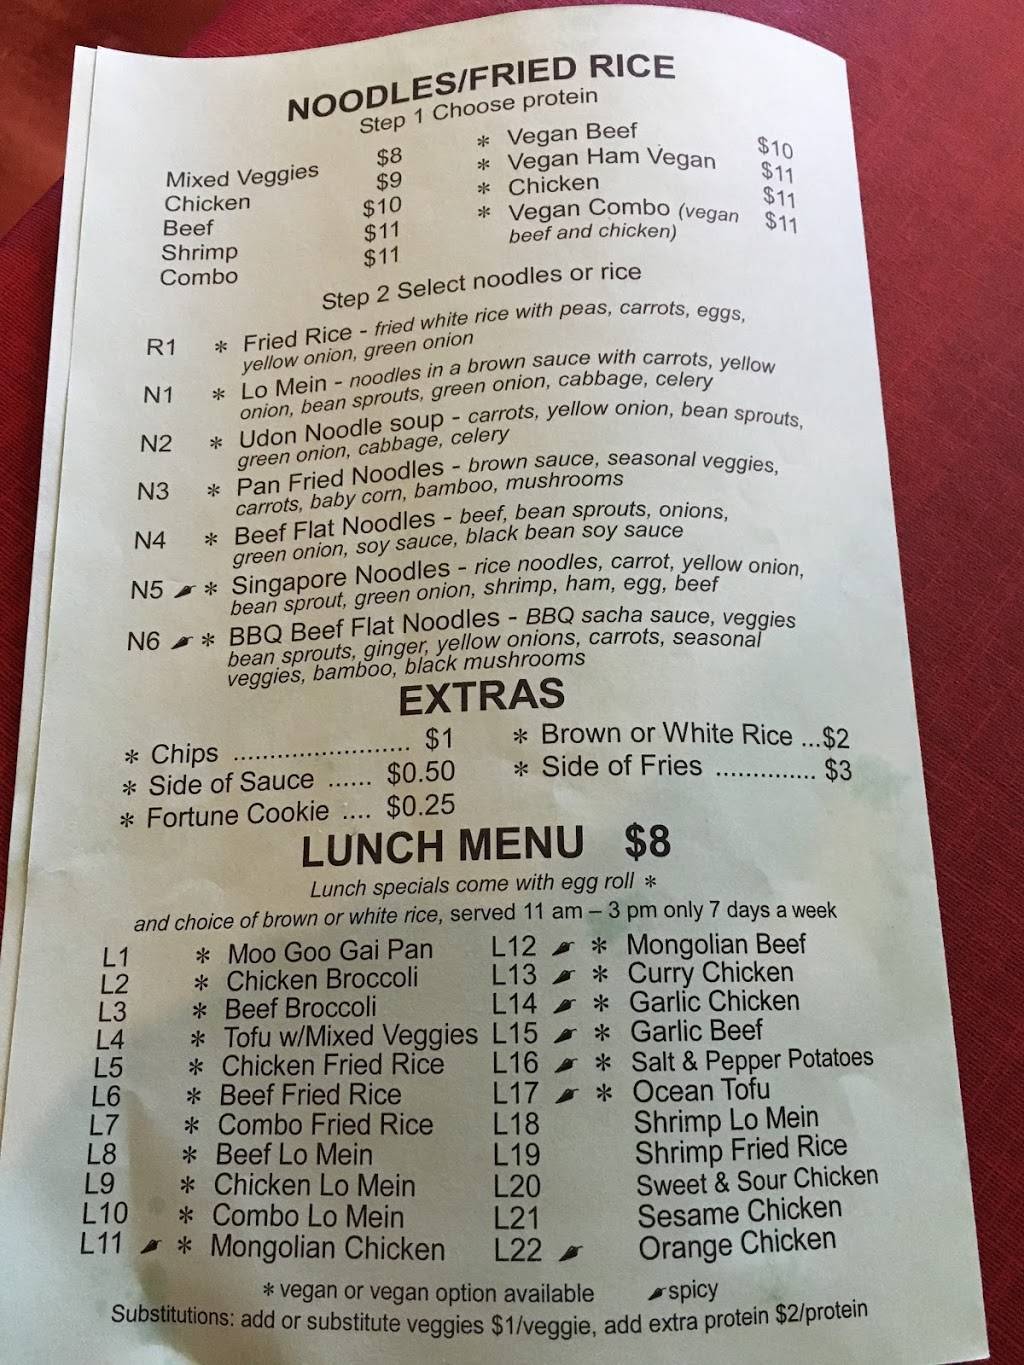 NOODLES/FRIED RICE
Step 1 Choose protein
Mixed Veggies $8
Chicken $9
Beef $10
Shrimp $11
Combo $11
* Vegan Beef $10
* Vegan Ham Vegan $11
* Chicken $11
* Vegan Combo (vegan $11
beef and chicken)
Step 2 Select noodles or rice
R1 * Fried Rice - fried white rice with peas, carrots, eggs,
yellow onion, green onion
N1 * Lo Mein - noodles in a brown sauce with carrots, yellow
onion, bean sprouts, green onion, cabbage, celery
N2 * Udon Noodle soup - carrots, yellow onion, bean sprouts,
green onion, cabbage, celery
N3 * Pan Fried Noodles - brown sauce, seasonal veggies,
carrots, baby corn, bamboo, mushrooms
N4 * Beef Flat Noodles - beef, bean sprouts, onions,
green onion, soy sauce, black bean soy sauce
N5 * Singapore Noodles - rice noodles, carrot, yellow onion,
bean sprout, green onion, shrimp, ham, egg, beef
N6 * BBQ Beef Flat Noodles - BBQ sacha sauce, veggies
bean sprouts, ginger, yellow onions, carrots, seasonal
veggies, bamboo, black mushrooms
EXTRAS
* Chips ........................ $1
* Side of Sauce ...... $0.50
* Fortune Cookie .... $0.25
* Brown or White Rice ...$2
* Side of Fries .............. $3
LUNCH MENU $8
Lunch specials come with egg roll *
and choice of brown or white rice, served 11 am – 3 pm only 7 days a week
L1 * Moo Goo Gai Pan
L2 * Chicken Broccoli
L3 * Beef Broccoli
L4 * Tofu w/Mixed Veggies
L5 * Chicken Fried Rice
L6 * Beef Fried Rice
L7 * Combo Fried Rice
L8 * Beef Lo Mein
L9 * Chicken Lo Mein
L10 * Combo Lo Mein
L11 * Mongolian Chicken
L12 * Mongolian Beef
L13 * Curry Chicken
L14 * Garlic Chicken
L15 * Garlic Beef
L16 * Salt & Pepper Potatoes
L17 * Ocean Tofu
L18 Shrimp Lo Mein
L19 Shrimp Fried Rice
L20 Sweet & Sour Chicken
L21 Sesame Chicken
L22 Orange Chicken
* vegan or vegan option available spicy
Substitutions: add or substitute veggies $1/veggie, add extra protein $2/protein